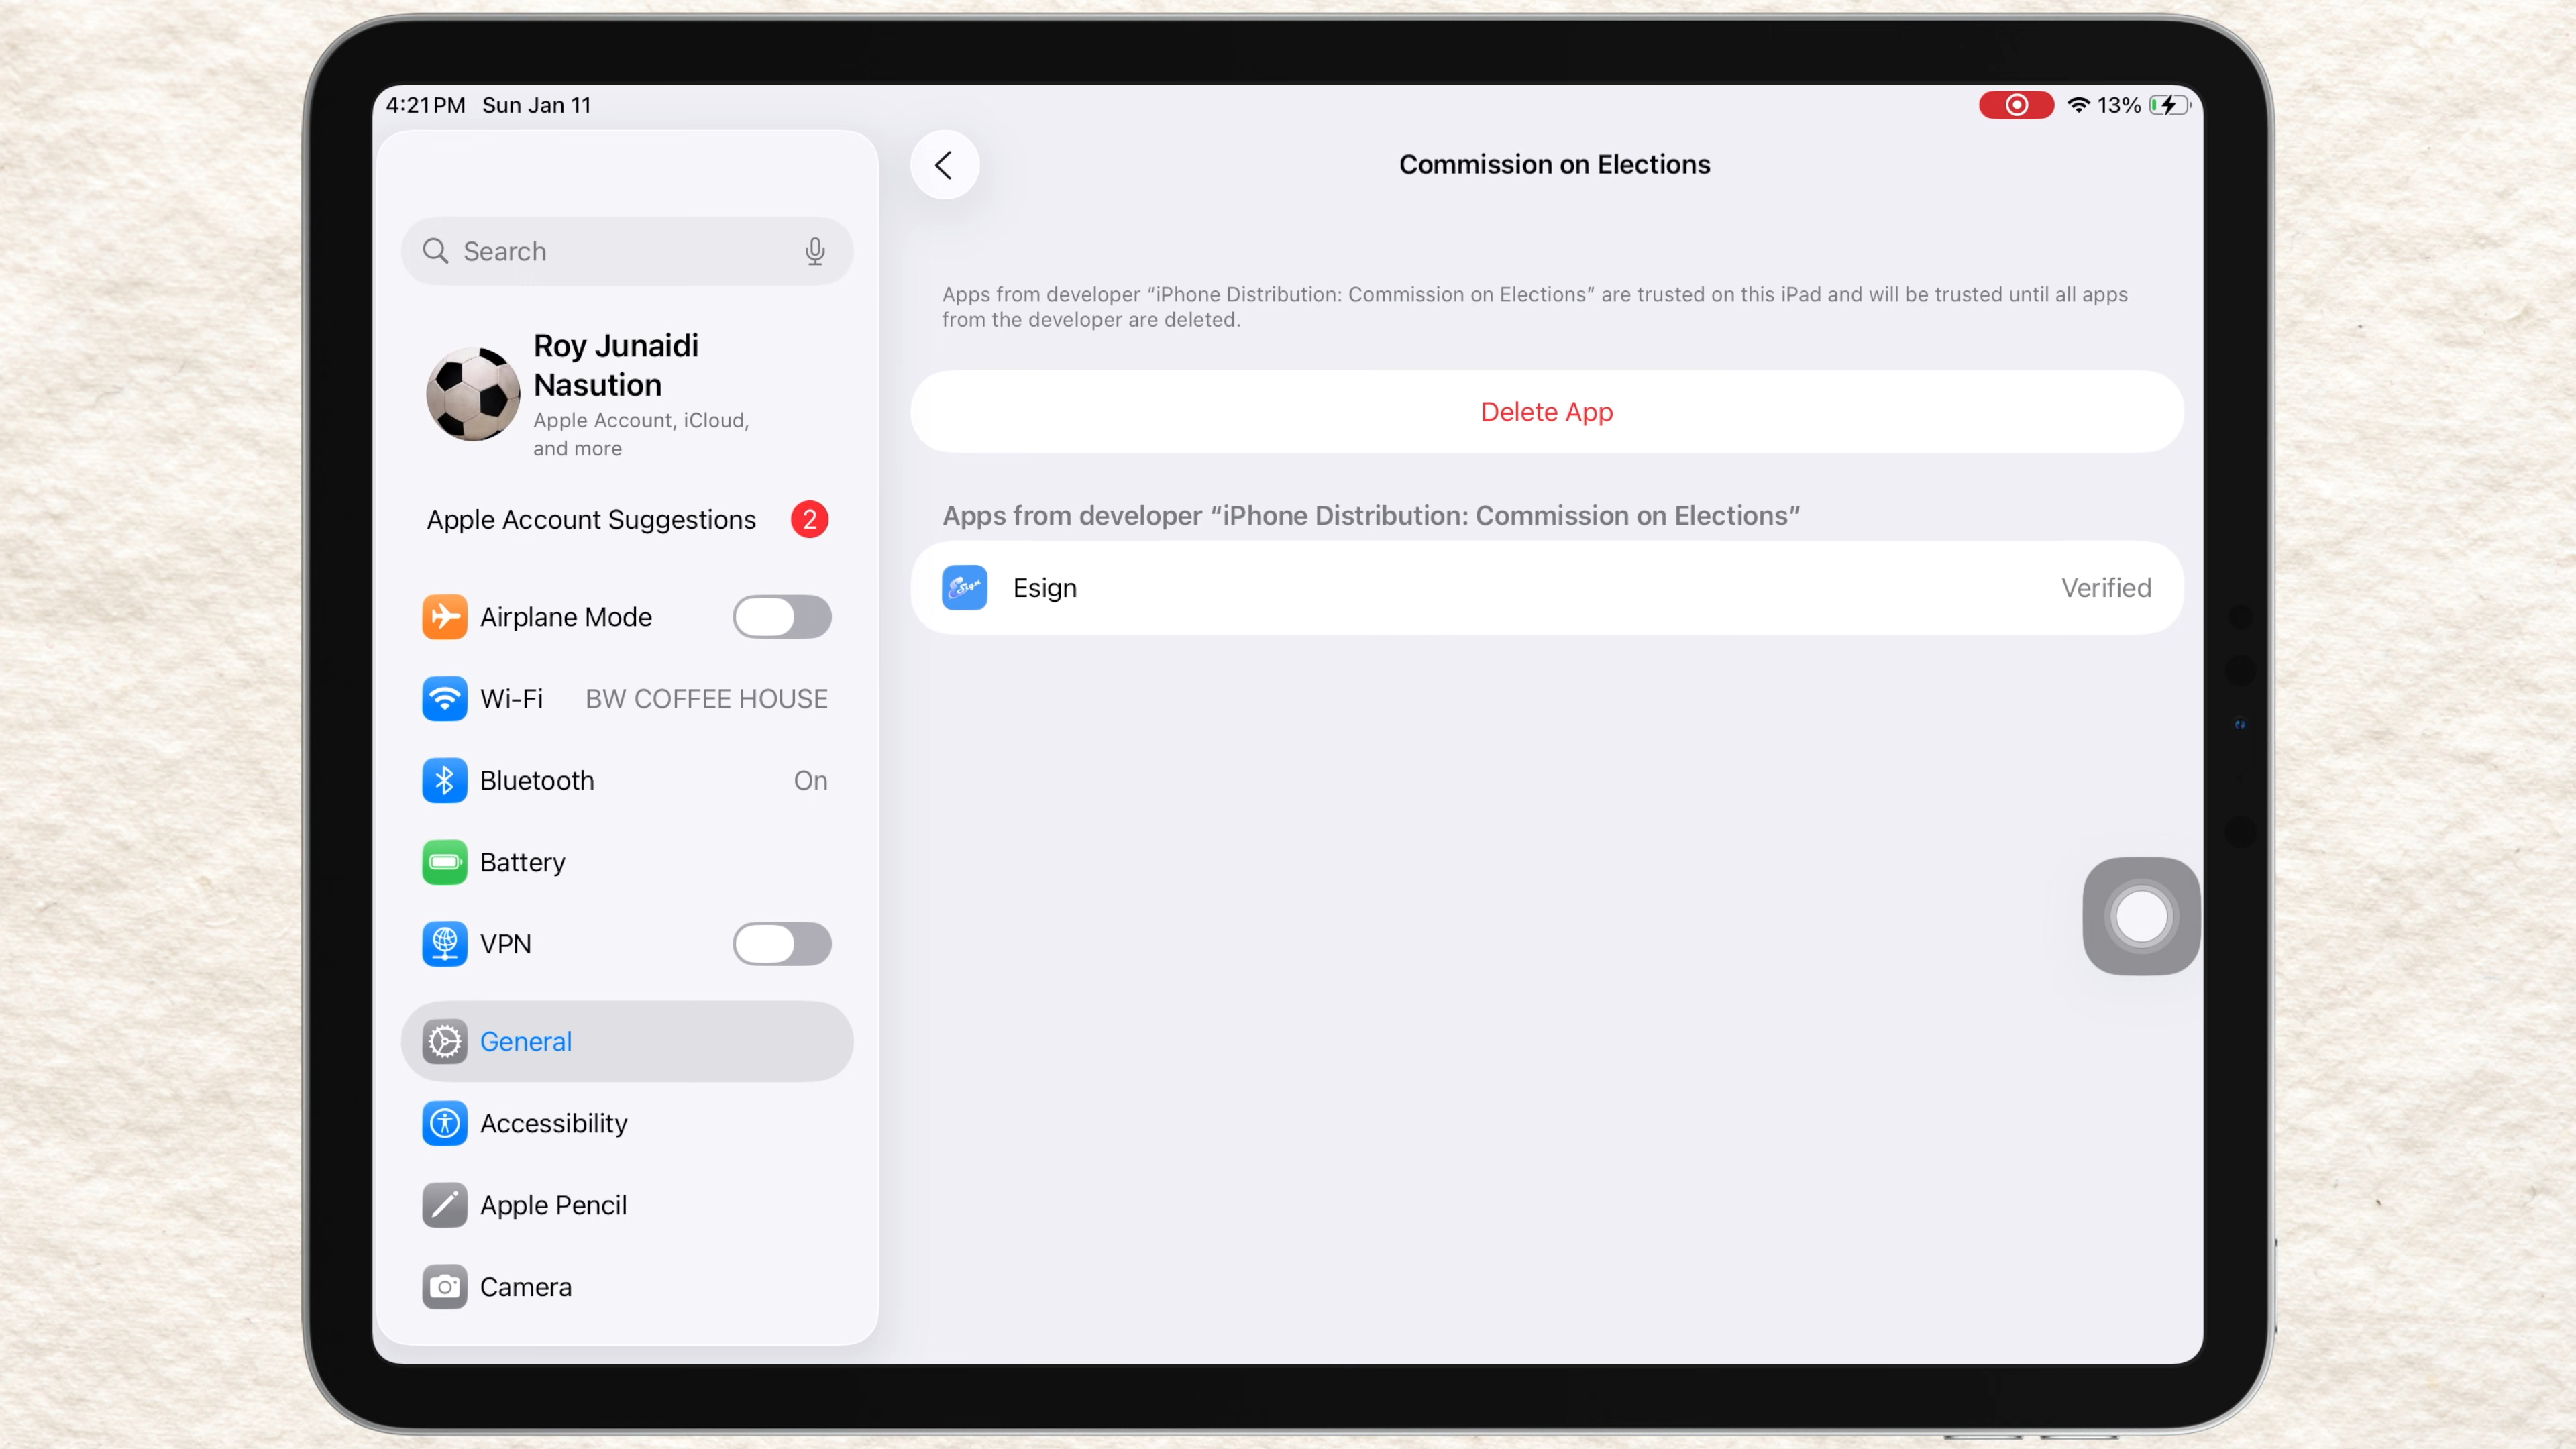 4:21 PM Sun Jan 11
13%
Search
Roy Junaidi
Nasution
Apple Account, iCloud,
and more
Apple Account Suggestions 2
Airplane Mode
Wi-Fi BW COFFEE HOUSE
Bluetooth On
Battery
VPN
General
Accessibility
Apple Pencil
Camera
Commission on Elections
Apps from developer “iPhone Distribution: Commission on Elections” are trusted on this iPad and will be trusted until all apps
from the developer are deleted.
Delete App
Apps from developer “iPhone Distribution: Commission on Elections”
Esign Verified